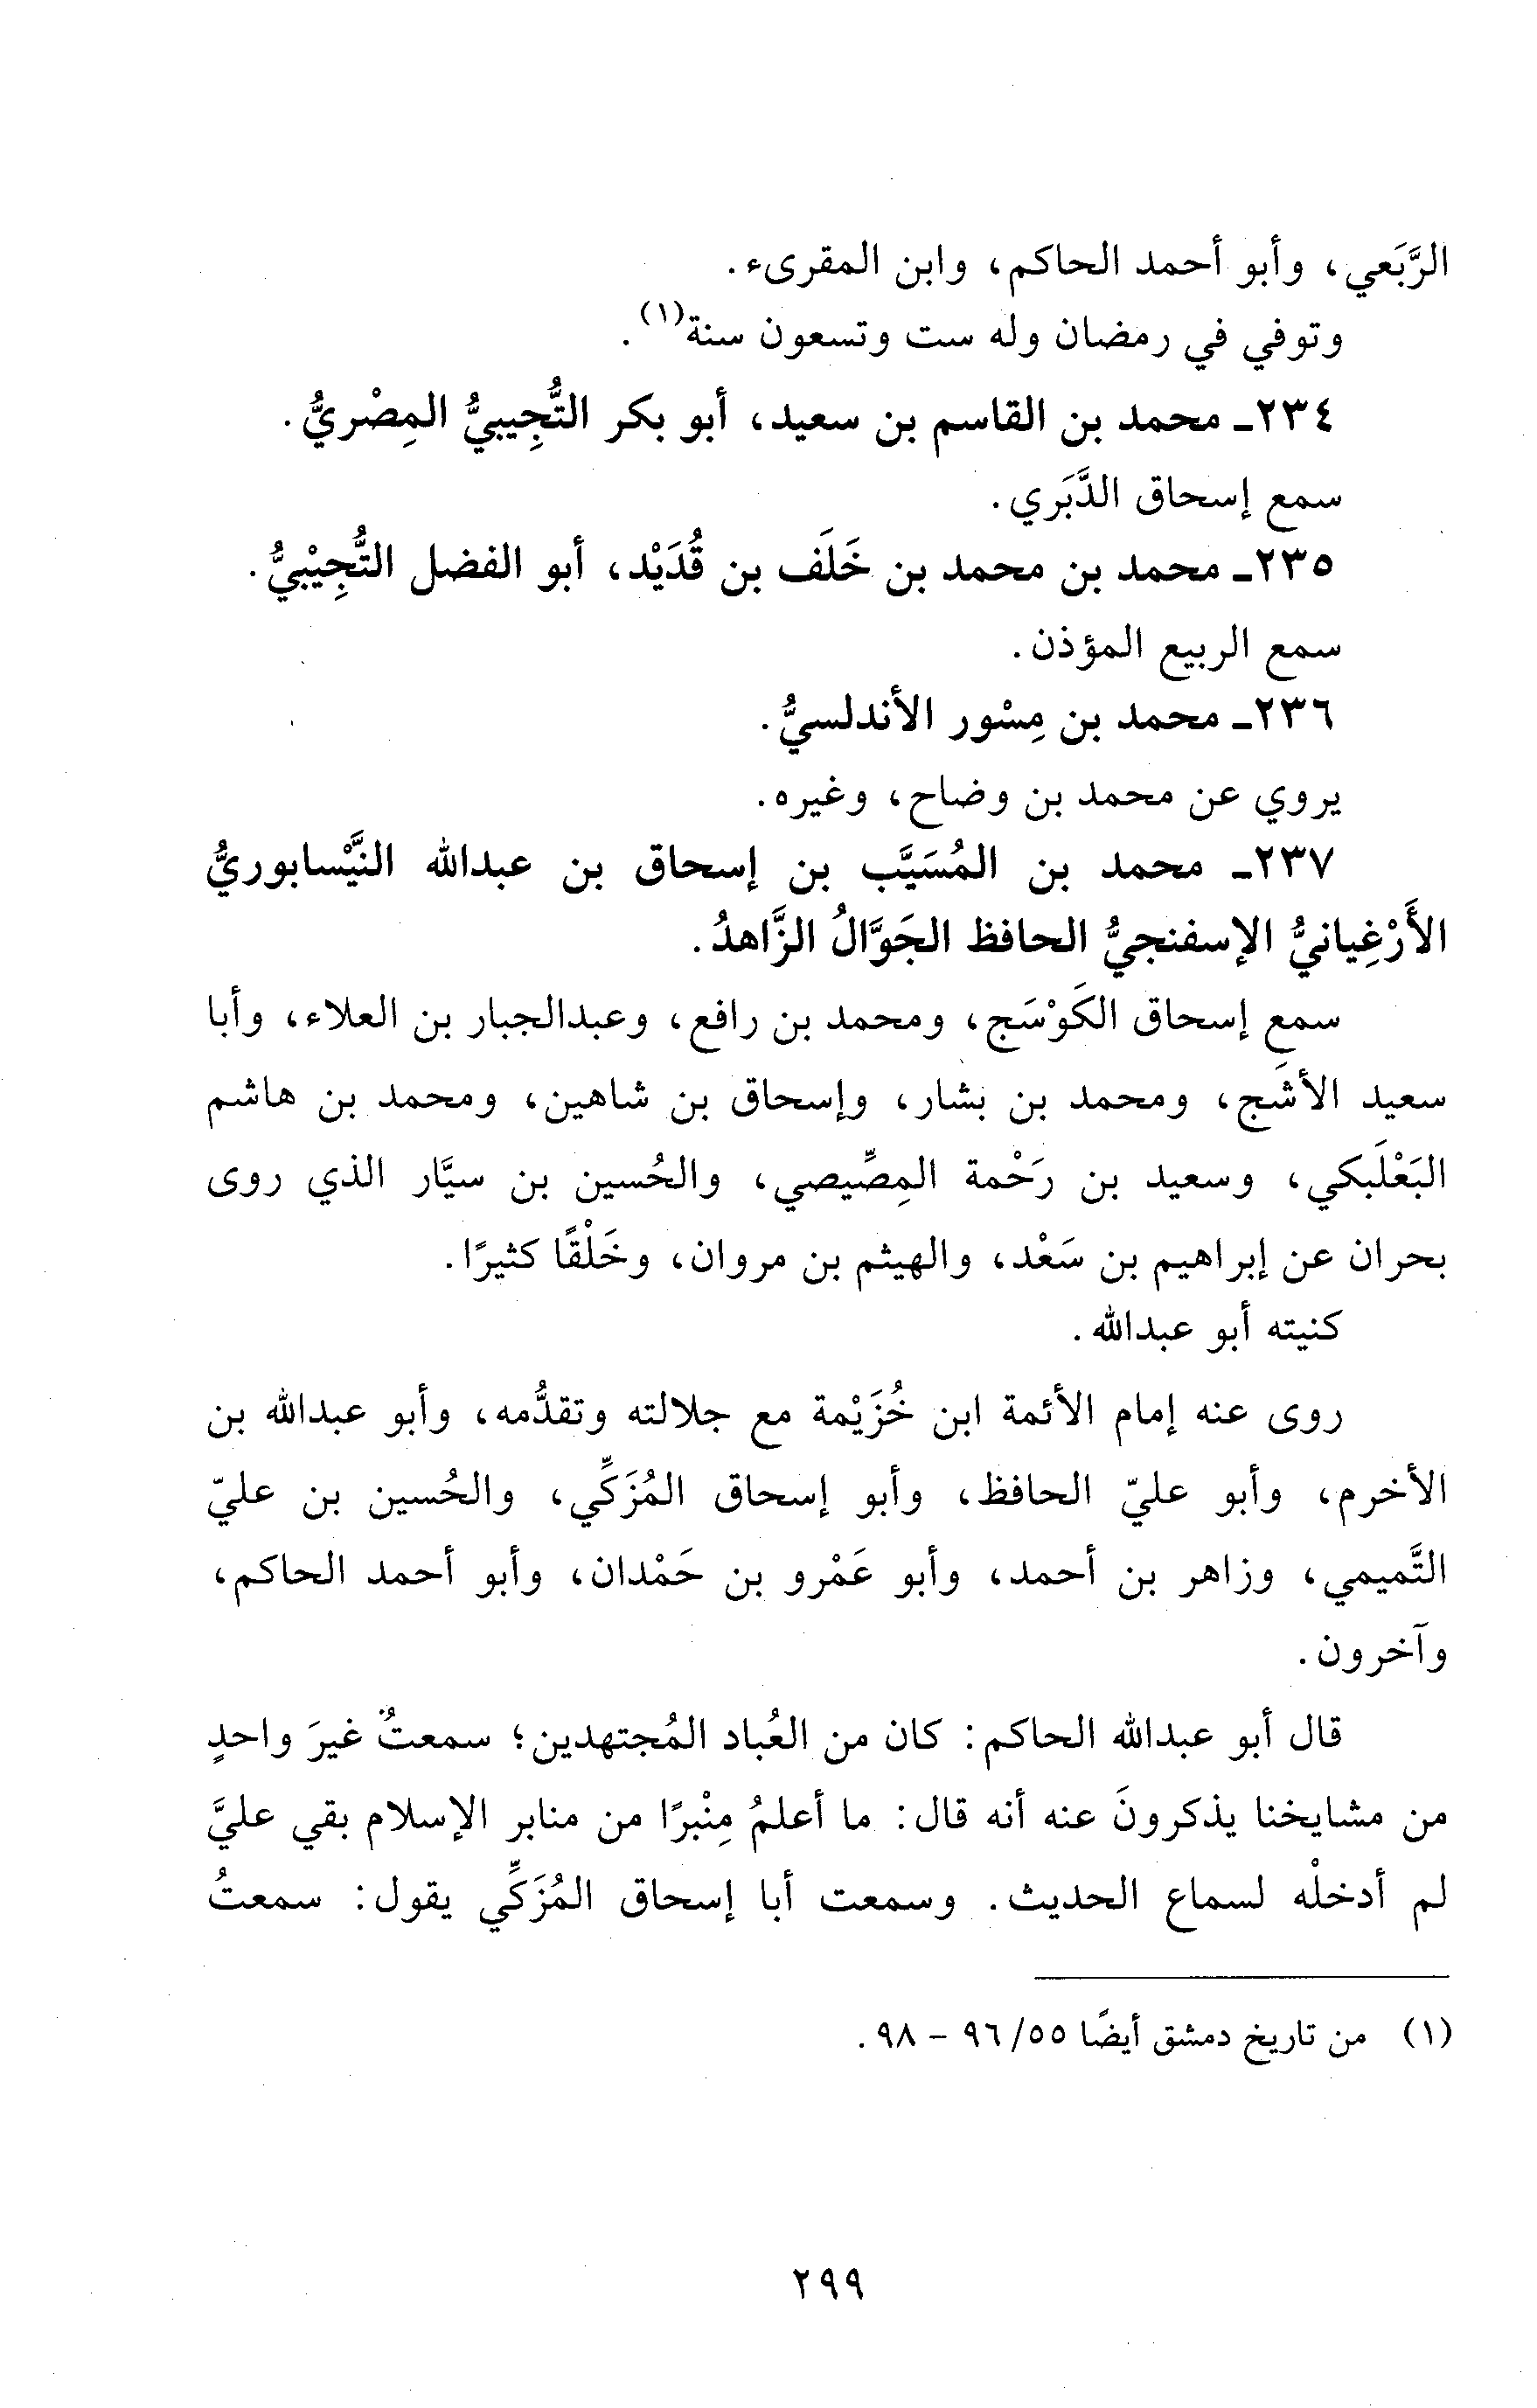 الرَّبَعي، وأبو أحمد الحاكم، وابن المقرىء.
وتوفي في رمضان وله ست وتسعون سنة(١).
٢٣٤ـ محمد بن القاسم بن سعيد، أبو بكر التُّجِيبيُّ المِصْريُّ.
سمع إسحاق الدَّبَري.
٢٣٥ـ محمد بن محمد بن خَلَف بن قُدَيْد، أبو الفضل التُّجِيْبيُّ.
سمع الربيع المؤذن.
٢٣٦ـ محمد بن مِسْور الأندلسيُّ.
يروي عن محمد بن وضاح، وغيره.
٢٣٧ـ محمد بن المُسَيَّب بن إسحاق بن عبدالله النَّيْسابوريُّ
الأَرْغِيانيُّ الإسفنجيُّ الحافظ الجَوَّالُ الزَّاهدُ.
سمع إسحاق الكَوْسَج، ومحمد بن رافع، وعبدالجبار بن العلاء، وأبا
سعيد الأشَج، ومحمد بن بشار، وإسحاق بن شاهين، ومحمد بن هاشم
البَعْلَبكي، وسعيد بن رَحْمة المِصِّيصي، والحُسين بن سيَّار الذي روى
بحران عن إبراهيم بن سَعْد، والهيثم بن مروان، وخَلْقًا كثيرًا.
كنيته أبو عبدالله.
روى عنه إمام الأئمة ابن خُزَيْمة مع جلالته وتقدُّمه، وأبو عبدالله بن
الأخرم، وأبو عليّ الحافظ، وأبو إسحاق المُزَكِّي، والحُسين بن عليّ
التَّميمي، وزاهر بن أحمد، وأبو عَمْرو بن حَمْدان، وأبو أحمد الحاكم،
وآخرون.
قال أبو عبدالله الحاكم: كان من العُباد المُجتهدين؛ سمعتُ غيرَ واحدٍ
من مشايخنا يذكرونَ عنه أنه قال: ما أعلمُ مِنْبرًا من منابر الإسلام بقي عليَّ
لم أدخلْه لسماع الحديث. وسمعت أبا إسحاق المُزَكِّي يقول: سمعتُ
(١) من تاريخ دمشق أيضًا ٥٥/ ٩٦ - ٩٨.
٢٩٩